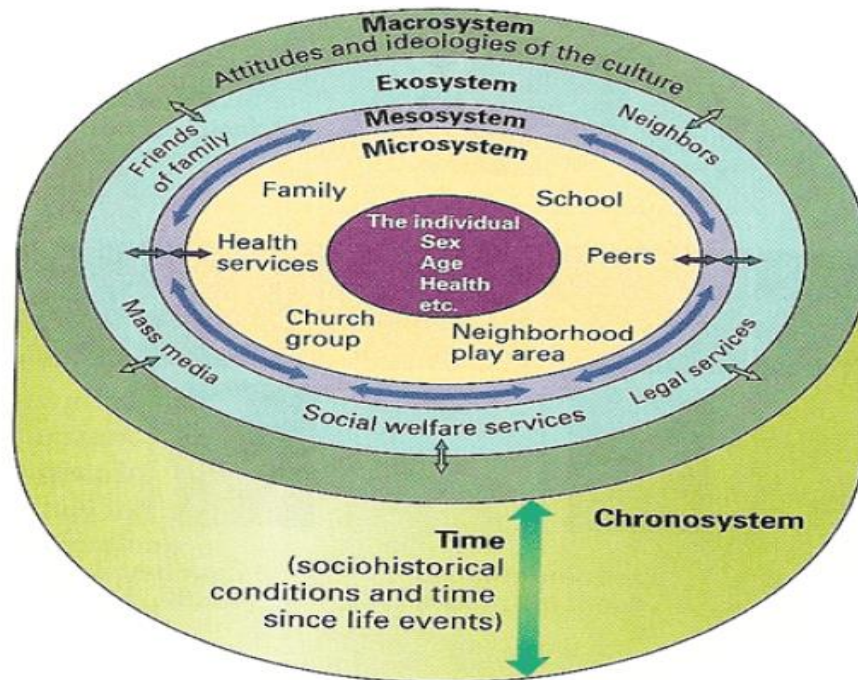 Macrosystem
Attitudes and ideologies of the culture
Exosystem
Mesosystem
Microsystem
Friends
of family
Neighbors
Family
School
The individual
Sex
Age
Health
etc.
Health
services
Peers
Church
group
Neighborhood
play area
Mass media
Legal services
Social welfare services
Chronosystem
Time
(sociohistorical
conditions and time
since life events)